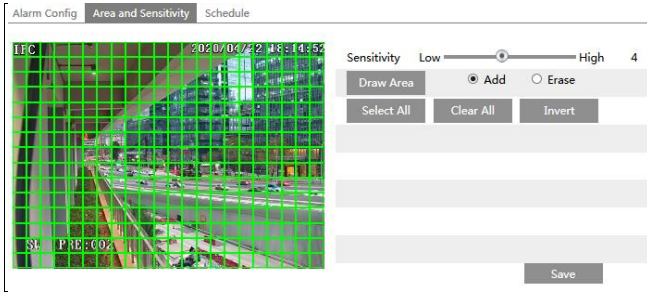 Alarm Config Area and Sensitivity Schedule
IPC 2020/04/22 18:14:52
Sensitivity Low High 4
Draw Area Add Erase
Select All Clear All Invert
PRE:002
Save